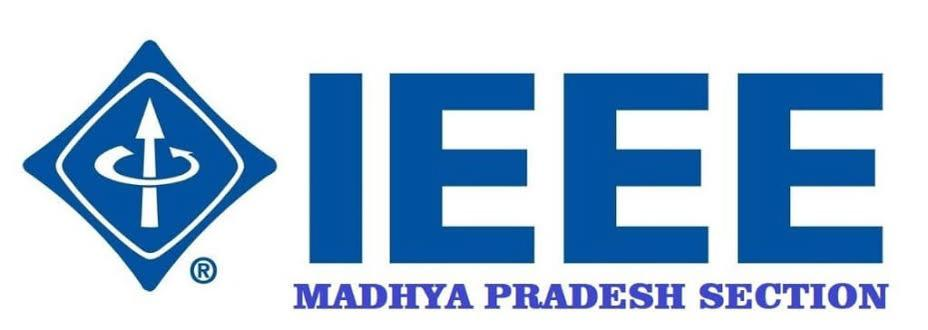 IEEE
®
MADHYA PRADESH SECTION